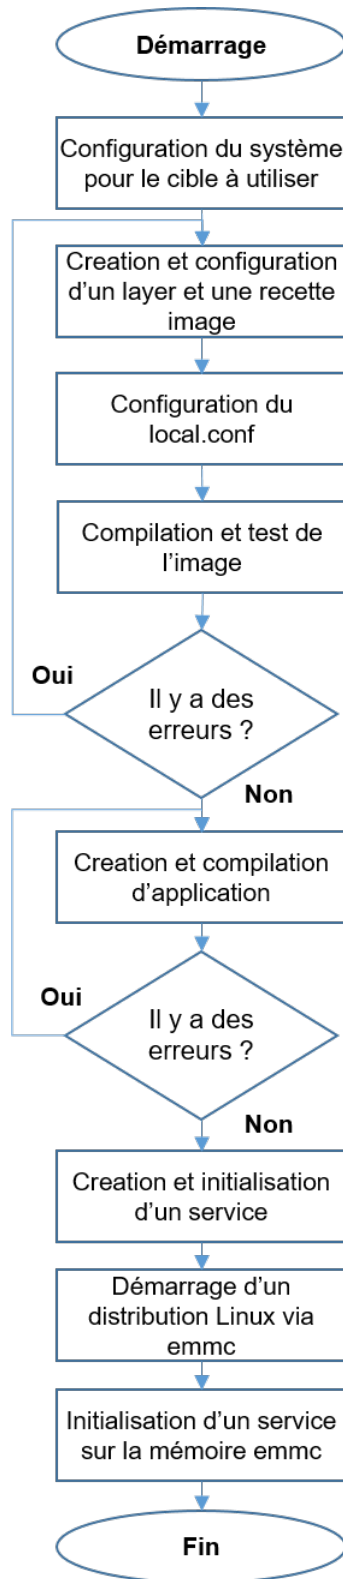 Démarrage
Configuration du système
pour le cible à utiliser
Creation et configuration
d'un layer et une recette
image
Configuration du
local.conf
Compilation et test de
l'image
Oui
Il y a des
erreurs ?
Non
Creation et compilation
d'application
Oui
Il y a des
erreurs ?
Non
Creation et initialisation
d'un service
Démarrage d'un
distribution Linux via
emmc
Initialisation d'un service
sur la mémoire emmc
Fin